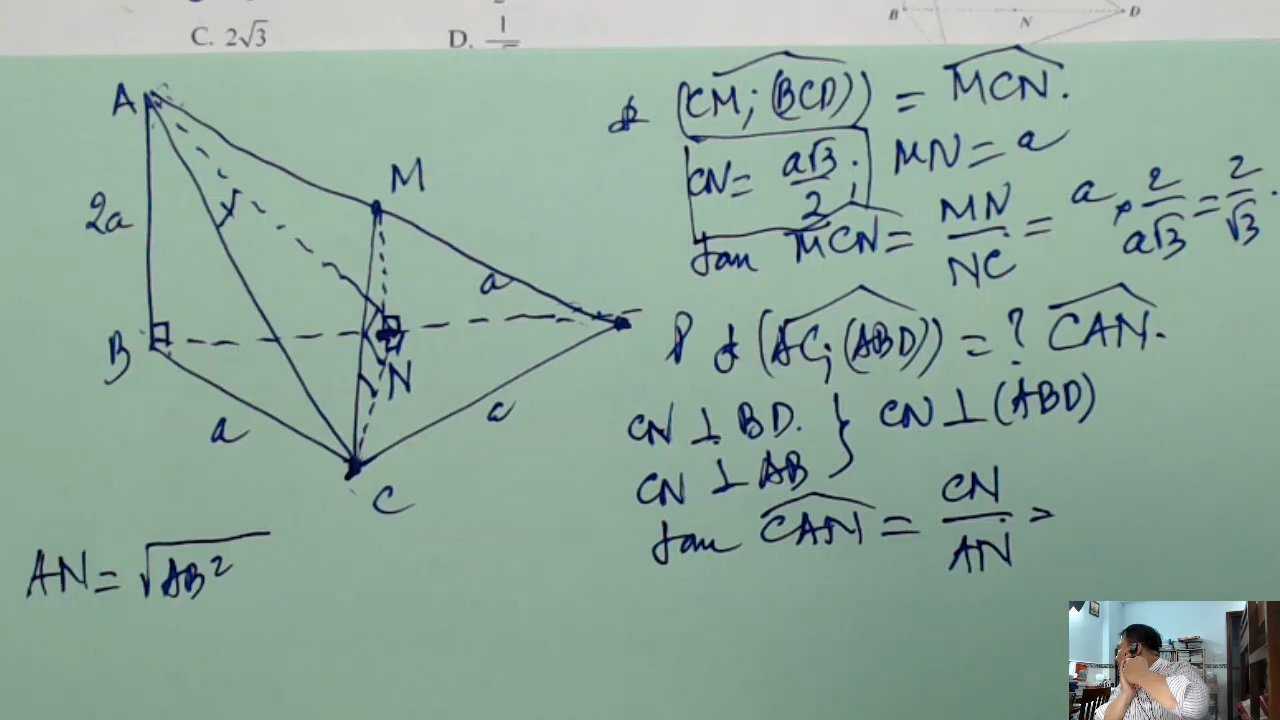 C. 2√3
D. 1
B
N
D
A
M
2a
a
B
N
a
a
C
AN = √AB²
(CM; (BCD)) = MCN.
CN = a√3/2; MN = a
tan MCN = MN/NC = a × 2/a√3 = 2/√3.
(AC; (ABD)) = ? CAN.
CN ⊥ BD.
CN ⊥ AB } CN ⊥ (ABD)
tan CAN = CN/AN =